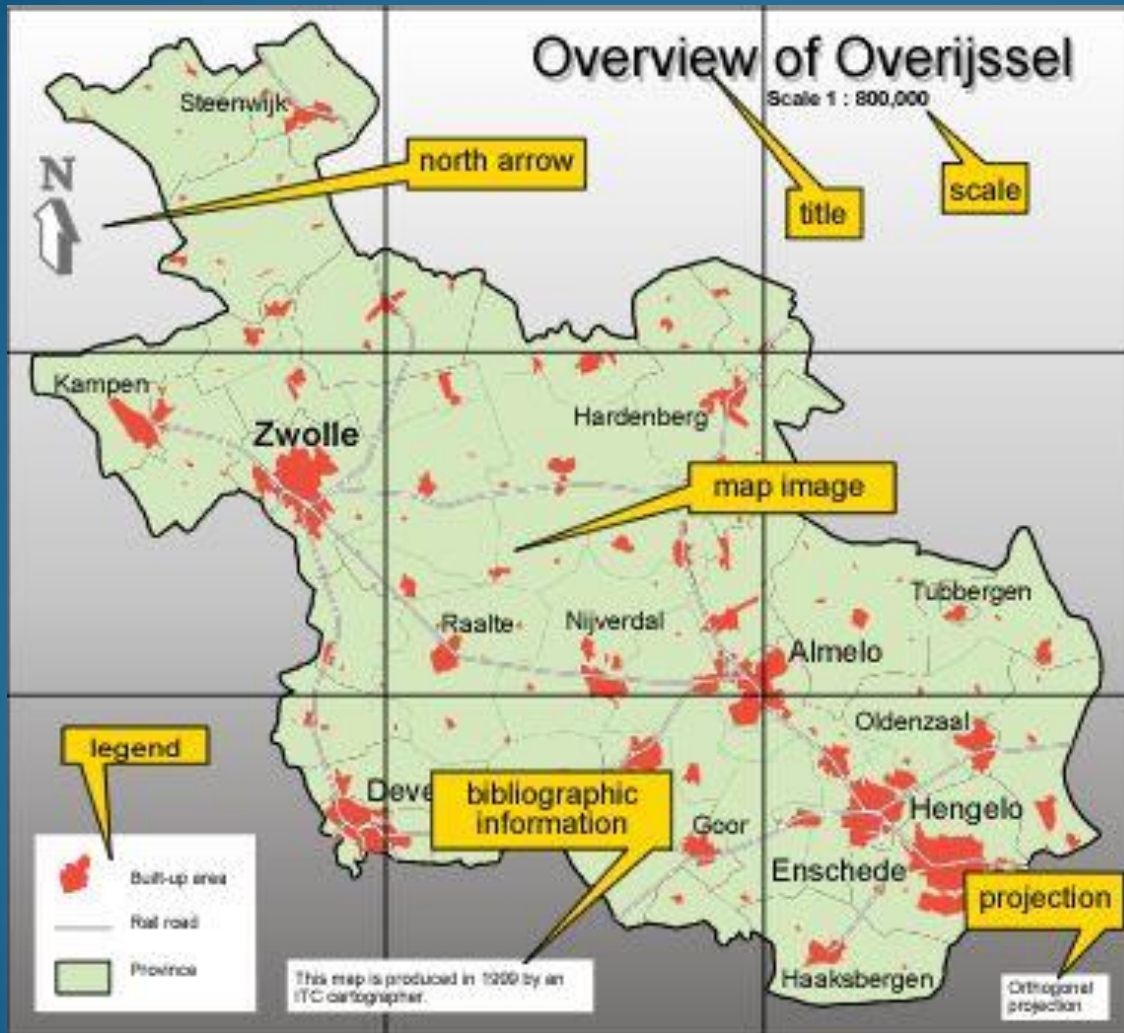 Overview of Overijssel
Scale 1 : 800,000
Steenwijk
north arrow
N
title
scale
Kampen
Zwolle
Hardenberg
map image
Raalte
Nijverdal
Tubbergen
Almelo
Oldenzaal
legend
Deve
bibliographic
information
Goor
Hengelo
Enschede
projection
Built-up area
Rail road
Province
This map is produced in 1999 by an
ITC cartographer.
Haaksbergen
Orthogonal
projection